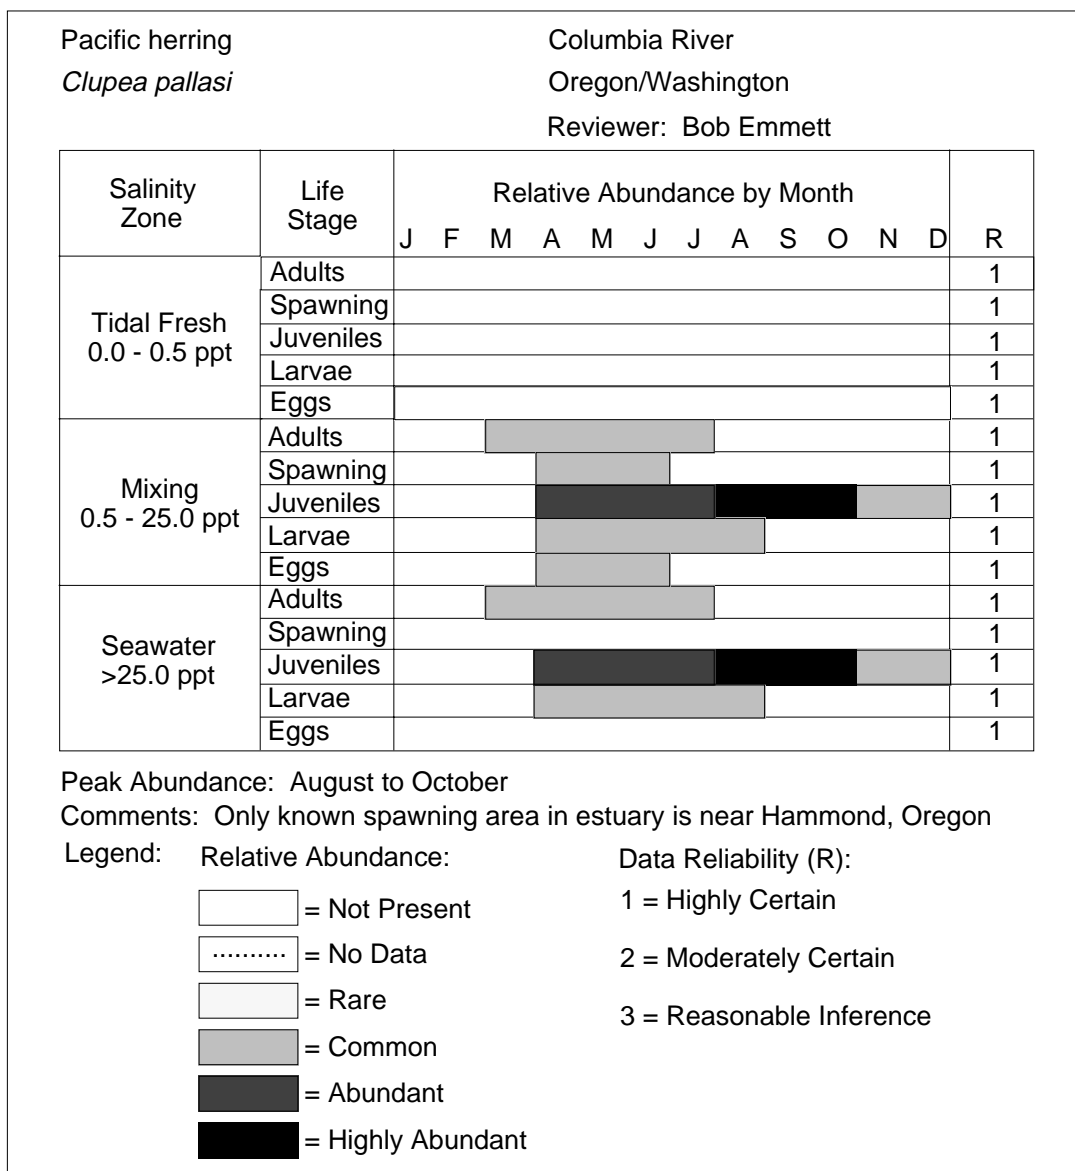 Pacific herring Columbia River
Clupea pallasi Oregon/Washington
Reviewer: Bob Emmett
Salinity Zone Life Stage Relative Abundance by Month
J F M A M J J A S O N D R
Tidal Fresh
0.0 - 0.5 ppt
Adults 1
Spawning 1
Juveniles 1
Larvae 1
Eggs 1
Mixing
0.5 - 25.0 ppt
Adults 1
Spawning 1
Juveniles 1
Larvae 1
Eggs 1
Seawater
>25.0 ppt
Adults 1
Spawning 1
Juveniles 1
Larvae 1
Eggs 1
Peak Abundance: August to October
Comments: Only known spawning area in estuary is near Hammond, Oregon
Legend: Relative Abundance: Data Reliability (R):
= Not Present 1 = Highly Certain
= No Data 2 = Moderately Certain
= Rare 3 = Reasonable Inference
= Common
= Abundant
= Highly Abundant